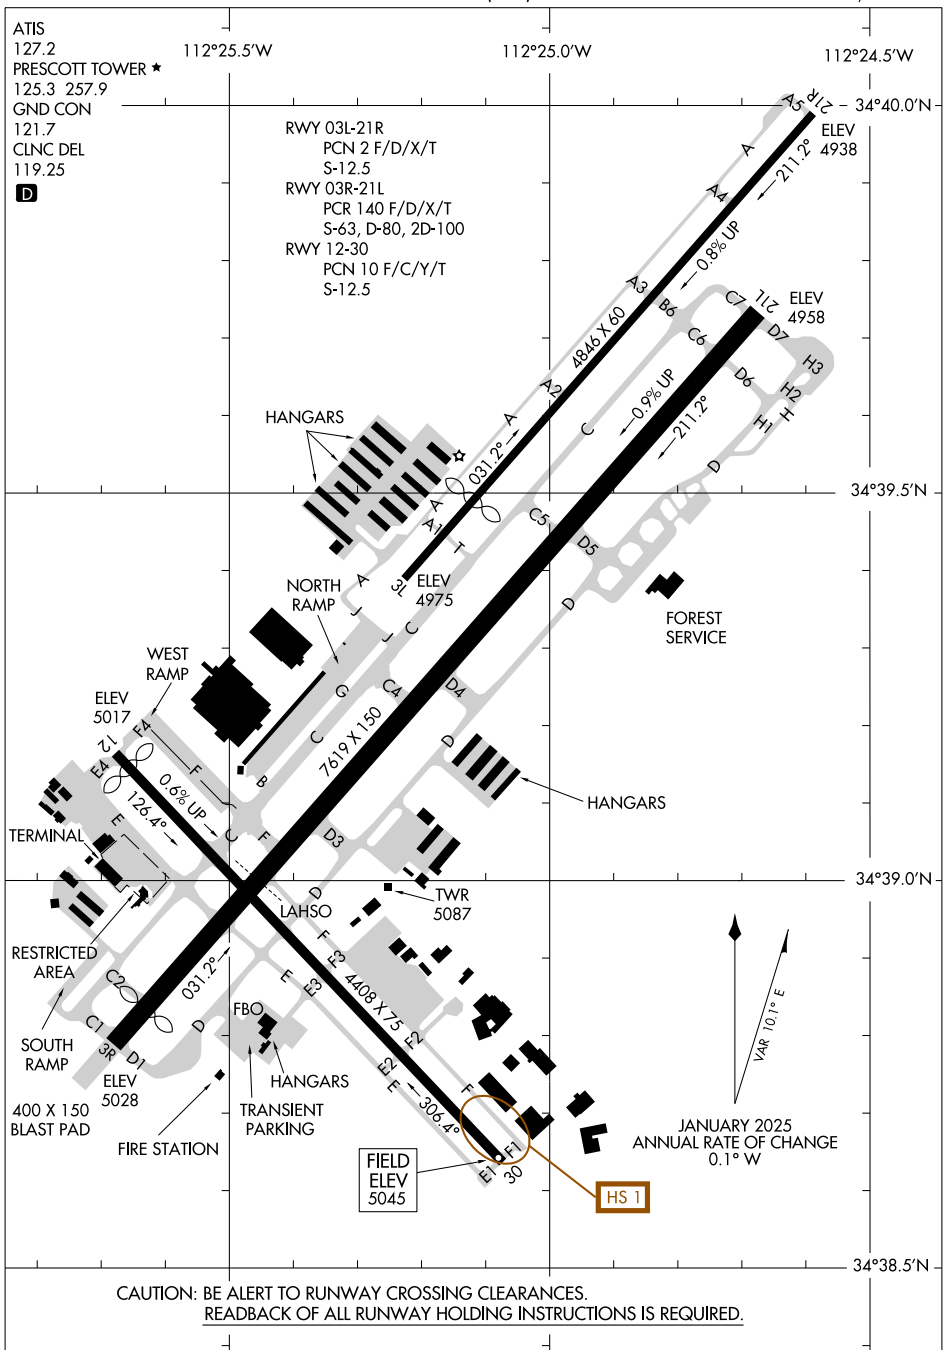 ATIS
127.2
PRESCOTT TOWER ★
125.3 257.9
GND CON
121.7
CLNC DEL
119.25
D
112°25.5'W
112°25.0'W
112°24.5'W
34°40.0'N
RWY 03L-21R
PCN 2 F/D/X/T
S-12.5
RWY 03R-21L
PCR 140 F/D/X/T
S-63, D-80, 2D-100
RWY 12-30
PCN 10 F/C/Y/T
S-12.5
A5
21R
ELEV
4938
A
211.2°
A4
0.8% UP
A3
B6
C7
21L
ELEV
4958
D7
C6
H3
4846 X 60
D6
H2
H
H1
A2
0.9% UP
211.2°
HANGARS
A
C
031.2°
D
34°39.5'N
A
A1
C5
T
D5
A
3L
ELEV
4975
NORTH
RAMP
J
J
C
D
FOREST
SERVICE
WEST
RAMP
G
C4
D4
ELEV
5017
12
F4
E4
C
7619 X 150
D
F
0.6% UP
126.4°
B
HANGARS
E
C
F
D3
TERMINAL
34°39.0'N
D
TWR
5087
LAHSO
RESTRICTED
AREA
F
F3
C2
031.2°
E
E3
4408 X 75
FBO
C1
3R
D1
D
F2
SOUTH
RAMP
ELEV
5028
HANGARS
E2
E
F
400 X 150
BLAST PAD
TRANSIENT
PARKING
306.4°
FIRE STATION
VAR 10.1° E
JANUARY 2025
ANNUAL RATE OF CHANGE
0.1° W
FIELD
ELEV
5045
E1
F1
30
HS 1
34°38.5'N
CAUTION: BE ALERT TO RUNWAY CROSSING CLEARANCES.
READBACK OF ALL RUNWAY HOLDING INSTRUCTIONS IS REQUIRED.